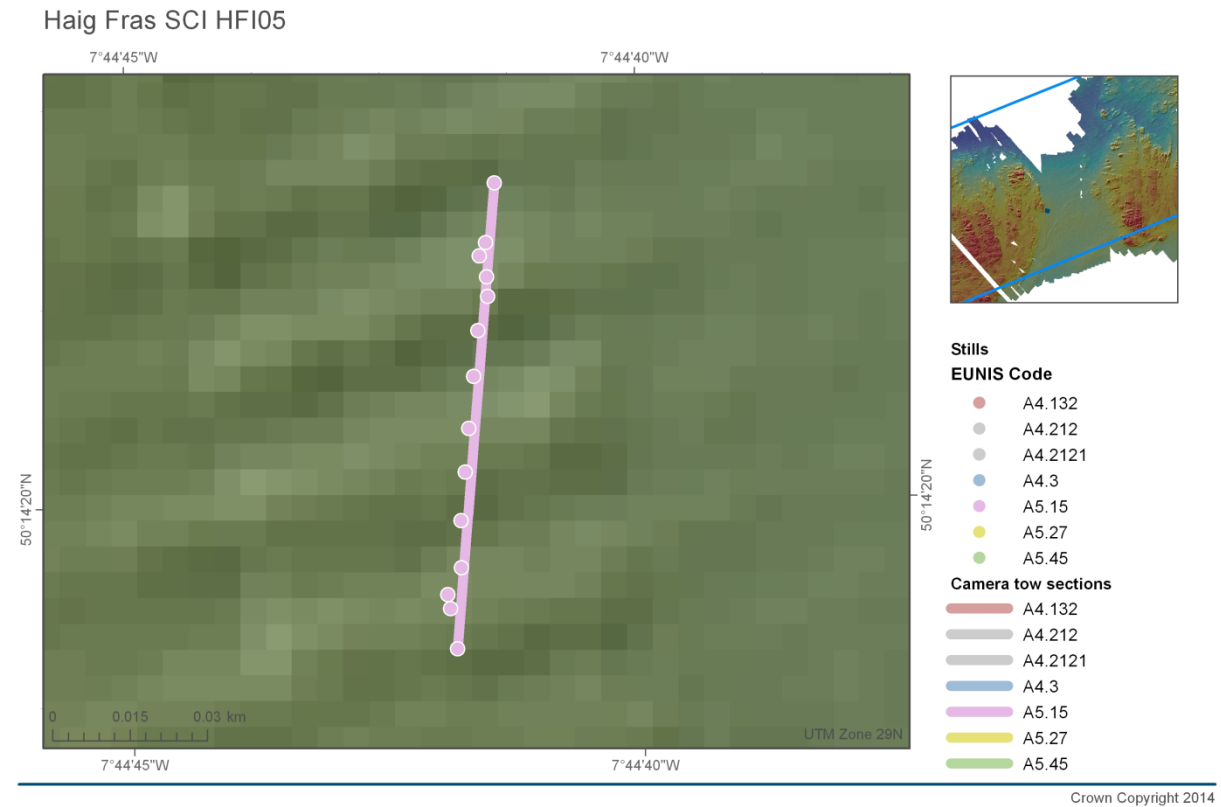 Haig Fras SCI HFI05
7°44'45"W 7°44'40"W
50°14'20"N
50°14'20"N
0 0.015 0.03 km
UTM Zone 29N
7°44'45"W 7°44'40"W
Stills
EUNIS Code
A4.132
A4.212
A4.2121
A4.3
A5.15
A5.27
A5.45
Camera tow sections
A4.132
A4.212
A4.2121
A4.3
A5.15
A5.27
A5.45
Crown Copyright 2014